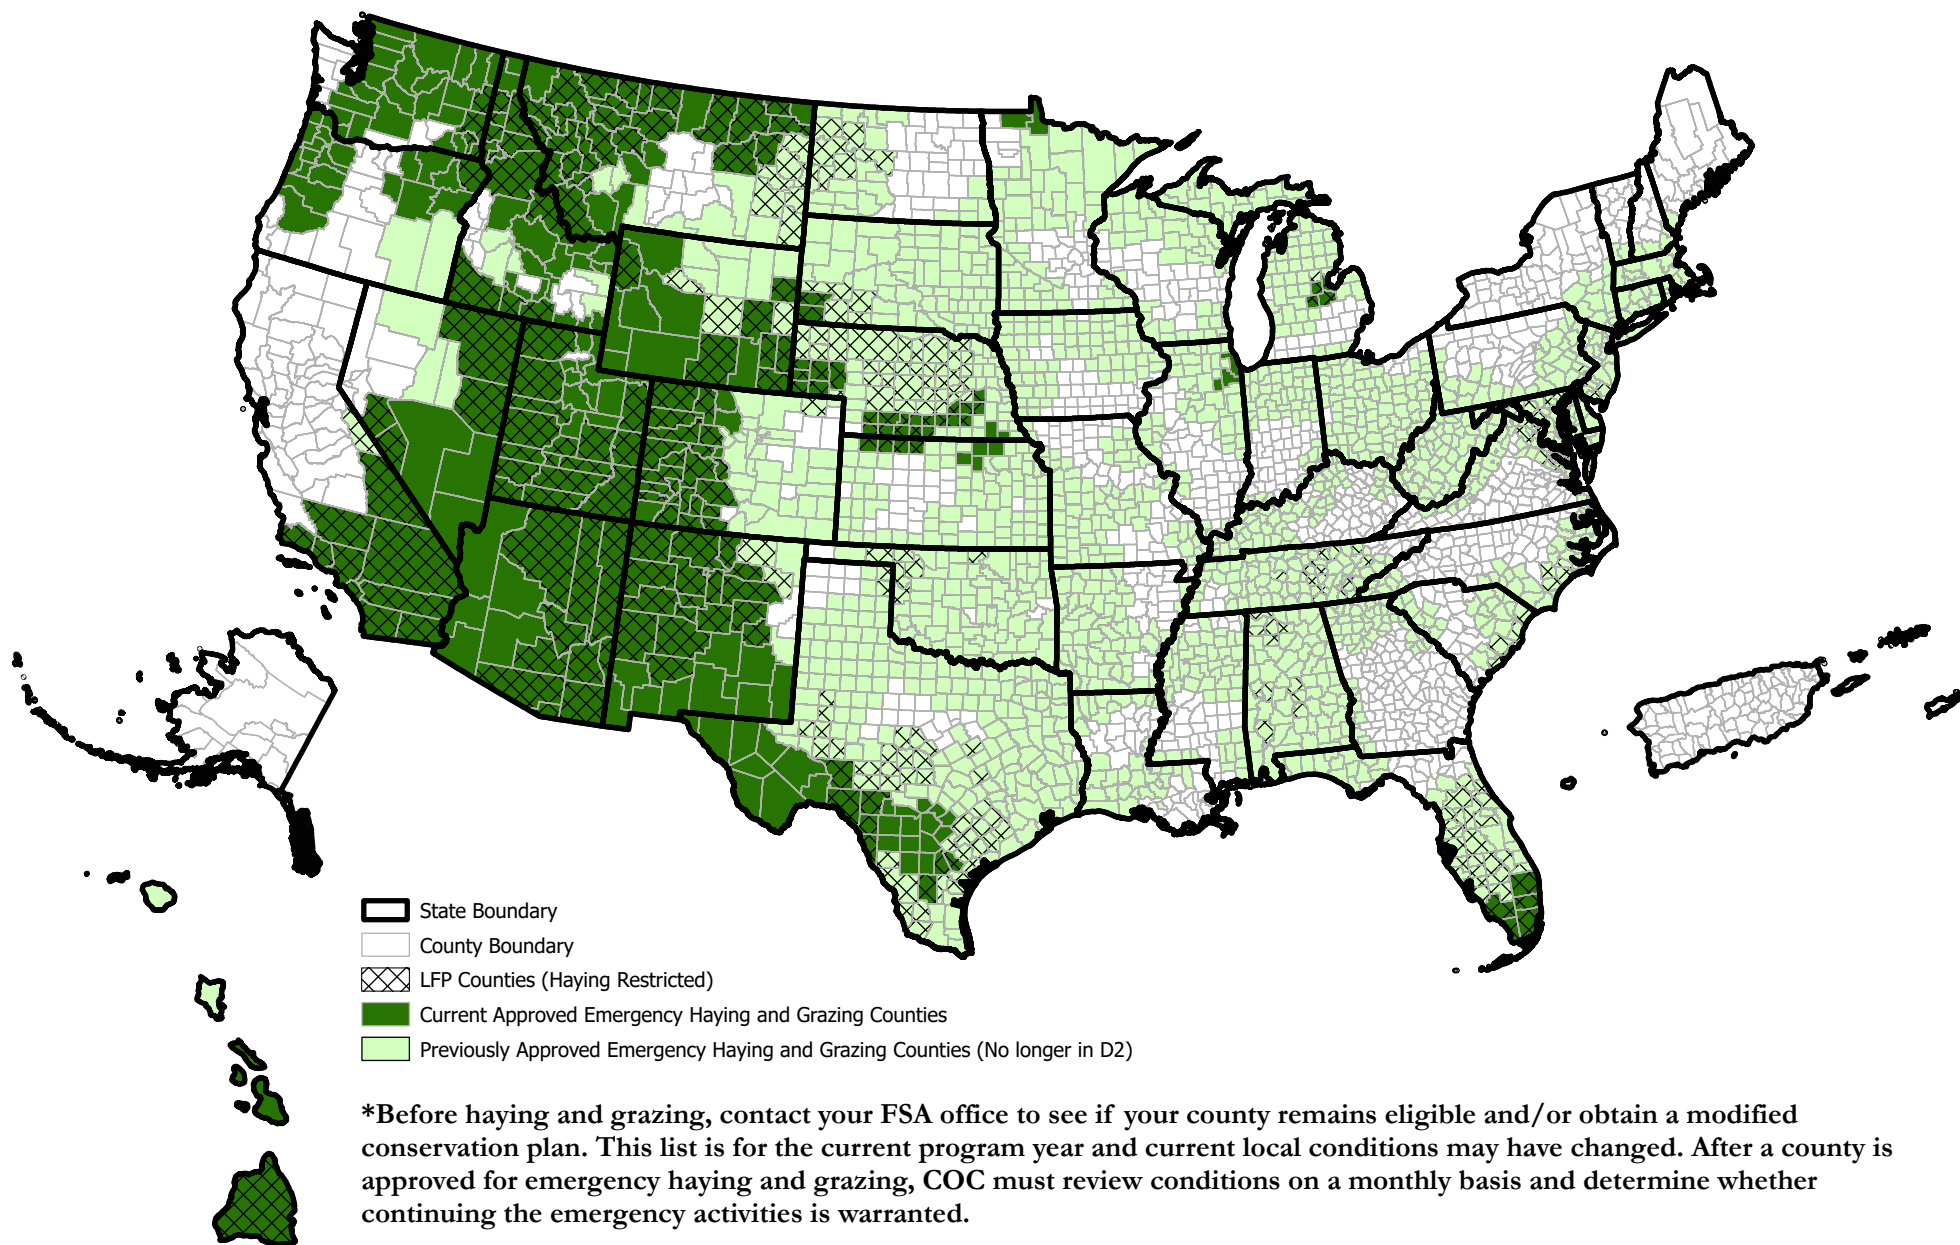 State Boundary
County Boundary
LFP Counties (Haying Restricted)
Current Approved Emergency Haying and Grazing Counties
Previously Approved Emergency Haying and Grazing Counties (No longer in D2)
*Before haying and grazing, contact your FSA office to see if your county remains eligible and/or obtain a modified
conservation plan. This list is for the current program year and current local conditions may have changed. After a county is
approved for emergency haying and grazing, COC must review conditions on a monthly basis and determine whether
continuing the emergency activities is warranted.